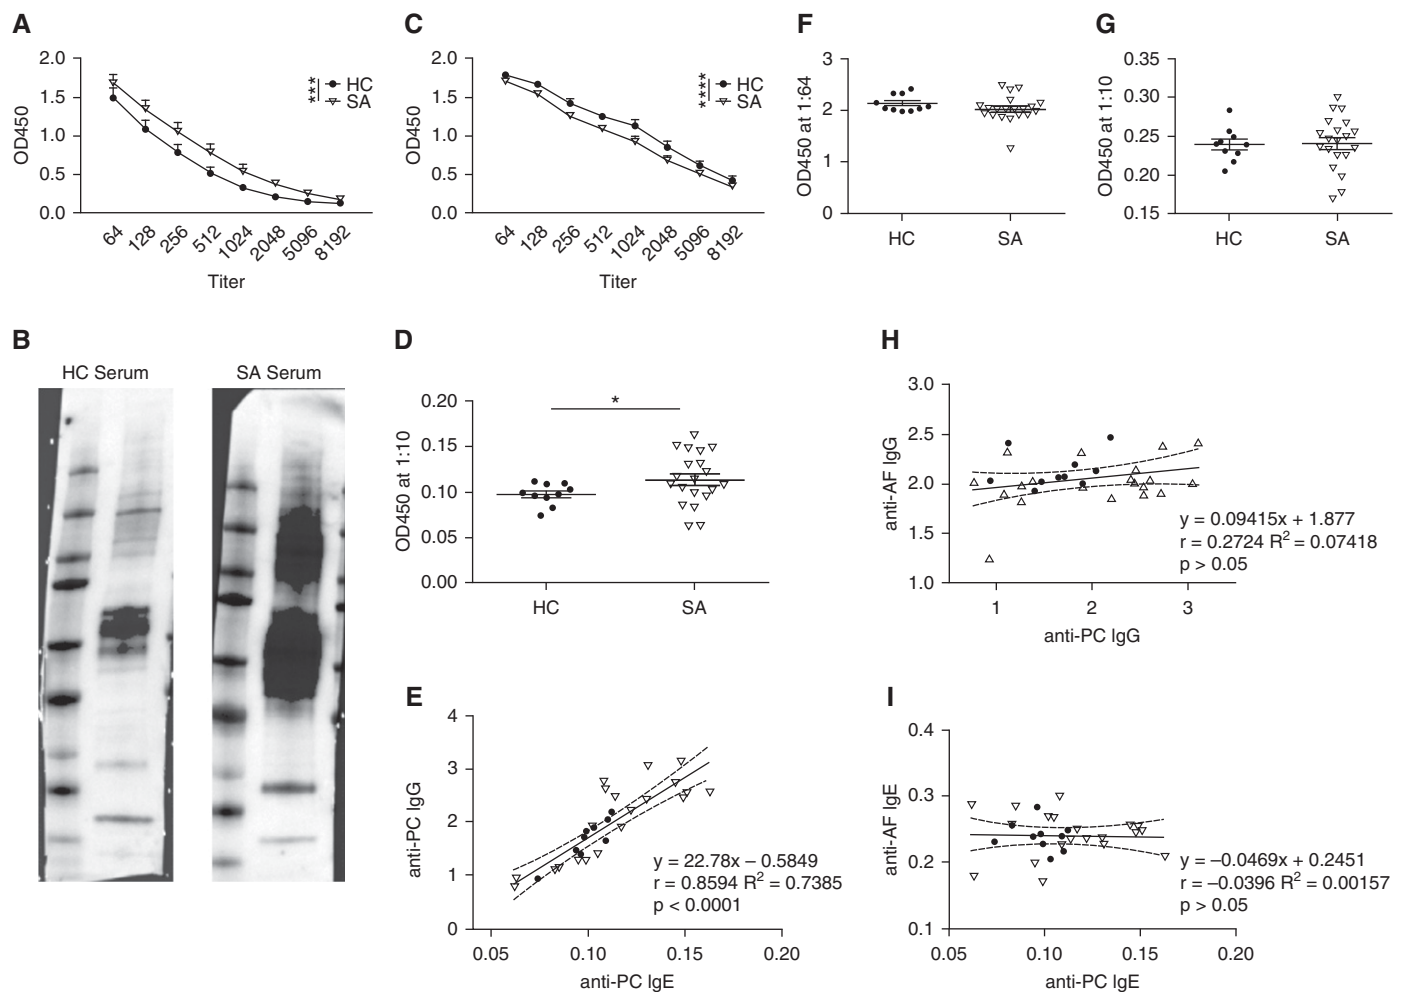 A
2.0
1.5
1.0
0.5
0.0
OD450
64
128
256
512
1024
2048
5096
8192
Titer
***
HC
SA
C
2.0
1.5
1.0
0.5
0.0
OD450
64
128
256
512
1024
2048
5096
8192
Titer
****
HC
SA
F
3
2
1
0
OD450 at 1:64
HC
SA
G
0.35
0.30
0.25
0.20
0.15
OD450 at 1:10
HC
SA
B
HC Serum
SA Serum
D
0.20
0.15
0.10
0.05
0.00
OD450 at 1:10
*
HC
SA
H
3.0
2.5
2.0
1.5
1.0
anti-AF IgG
1
2
3
anti-PC IgG
y = 0.09415x + 1.877
r = 0.2724 R² = 0.07418
p > 0.05
E
4
3
2
1
0
anti-PC IgG
0.05
0.10
0.15
0.20
anti-PC IgE
y = 22.78x – 0.5849
r = 0.8594 R² = 0.7385
p < 0.0001
I
0.4
0.3
0.2
0.1
anti-AF IgE
0.05
0.10
0.15
0.20
anti-PC IgE
y = –0.0469x + 0.2451
r = –0.0396 R² = 0.00157
p > 0.05